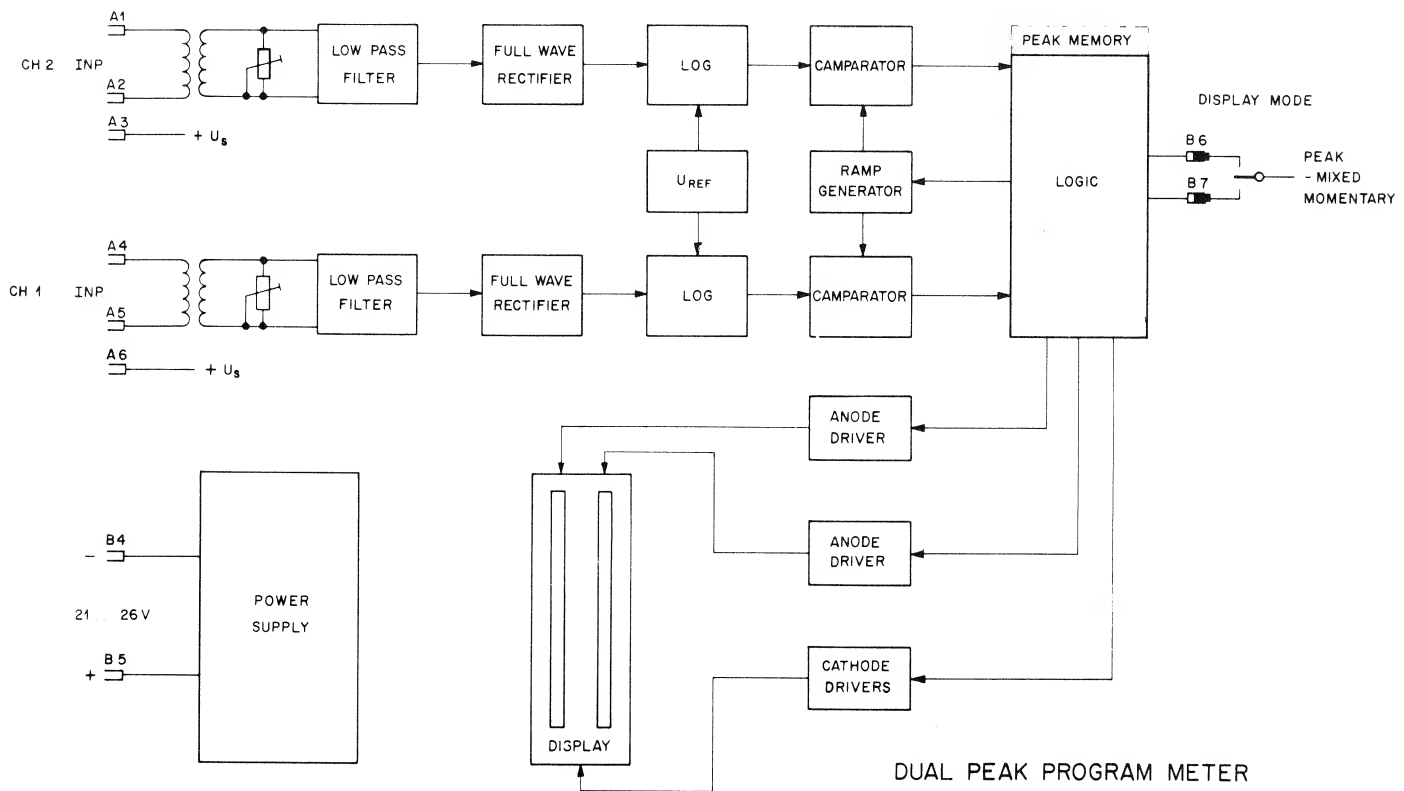 A1
CH 2 INP
A2
A3
+ Us
LOW PASS
FILTER
FULL WAVE
RECTIFIER
LOG
CAMPARATOR
PEAK MEMORY
LOGIC
DISPLAY MODE
B6
B7
PEAK
- MIXED
MOMENTARY
UREF
RAMP
GENERATOR
A4
CH 1 INP
A5
A6
+ Us
LOW PASS
FILTER
FULL WAVE
RECTIFIER
LOG
CAMPARATOR
ANODE
DRIVER
ANODE
DRIVER
CATHODE
DRIVERS
DISPLAY
- B4
21 ... 26 V
+ B5
POWER
SUPPLY
DUAL PEAK PROGRAM METER